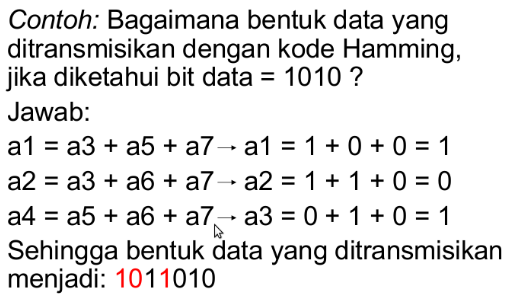 Contoh: Bagaimana bentuk data yang
ditransmisikan dengan kode Hamming,
jika diketahui bit data = 1010 ?
Jawab:
a1 = a3 + a5 + a7→ a1 = 1 + 0 + 0 = 1
a2 = a3 + a6 + a7→ a2 = 1 + 1 + 0 = 0
a4 = a5 + a6 + a7→ a3 = 0 + 1 + 0 = 1
Sehingga bentuk data yang ditransmisikan
menjadi: 1011010